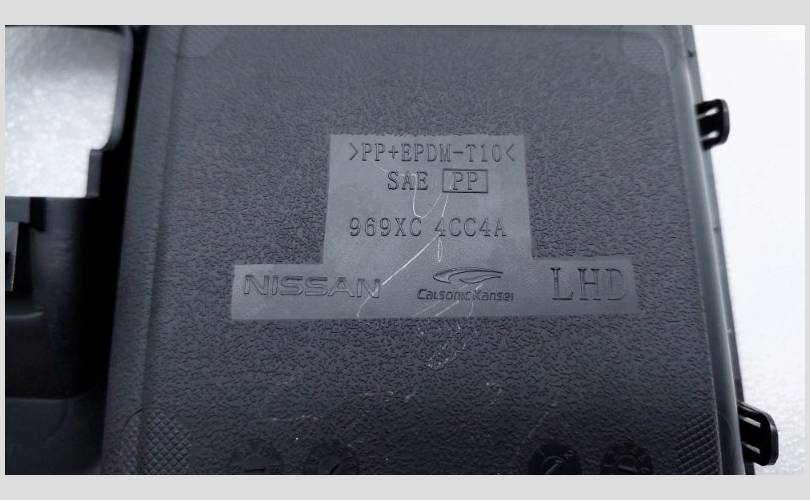 >PP+EPDM-T10<
SAE PP
969XC 4CC4A
NISSAN CalsonicKansei LHD